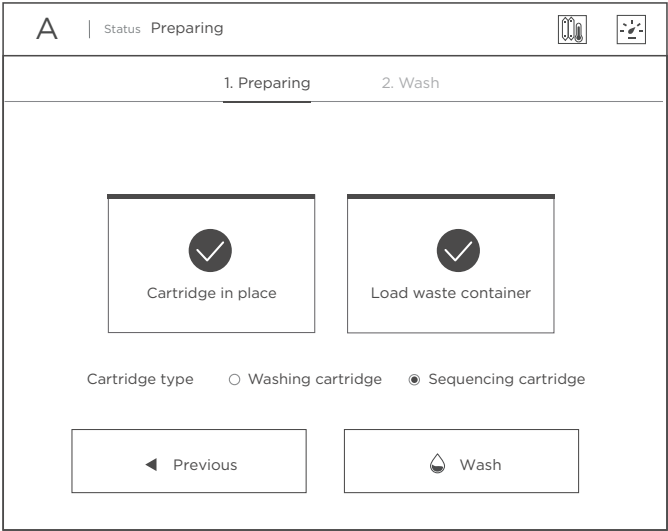 A Status Preparing
1. Preparing 2. Wash
Cartridge in place Load waste container
Cartridge type Washing cartridge Sequencing cartridge
Previous Wash